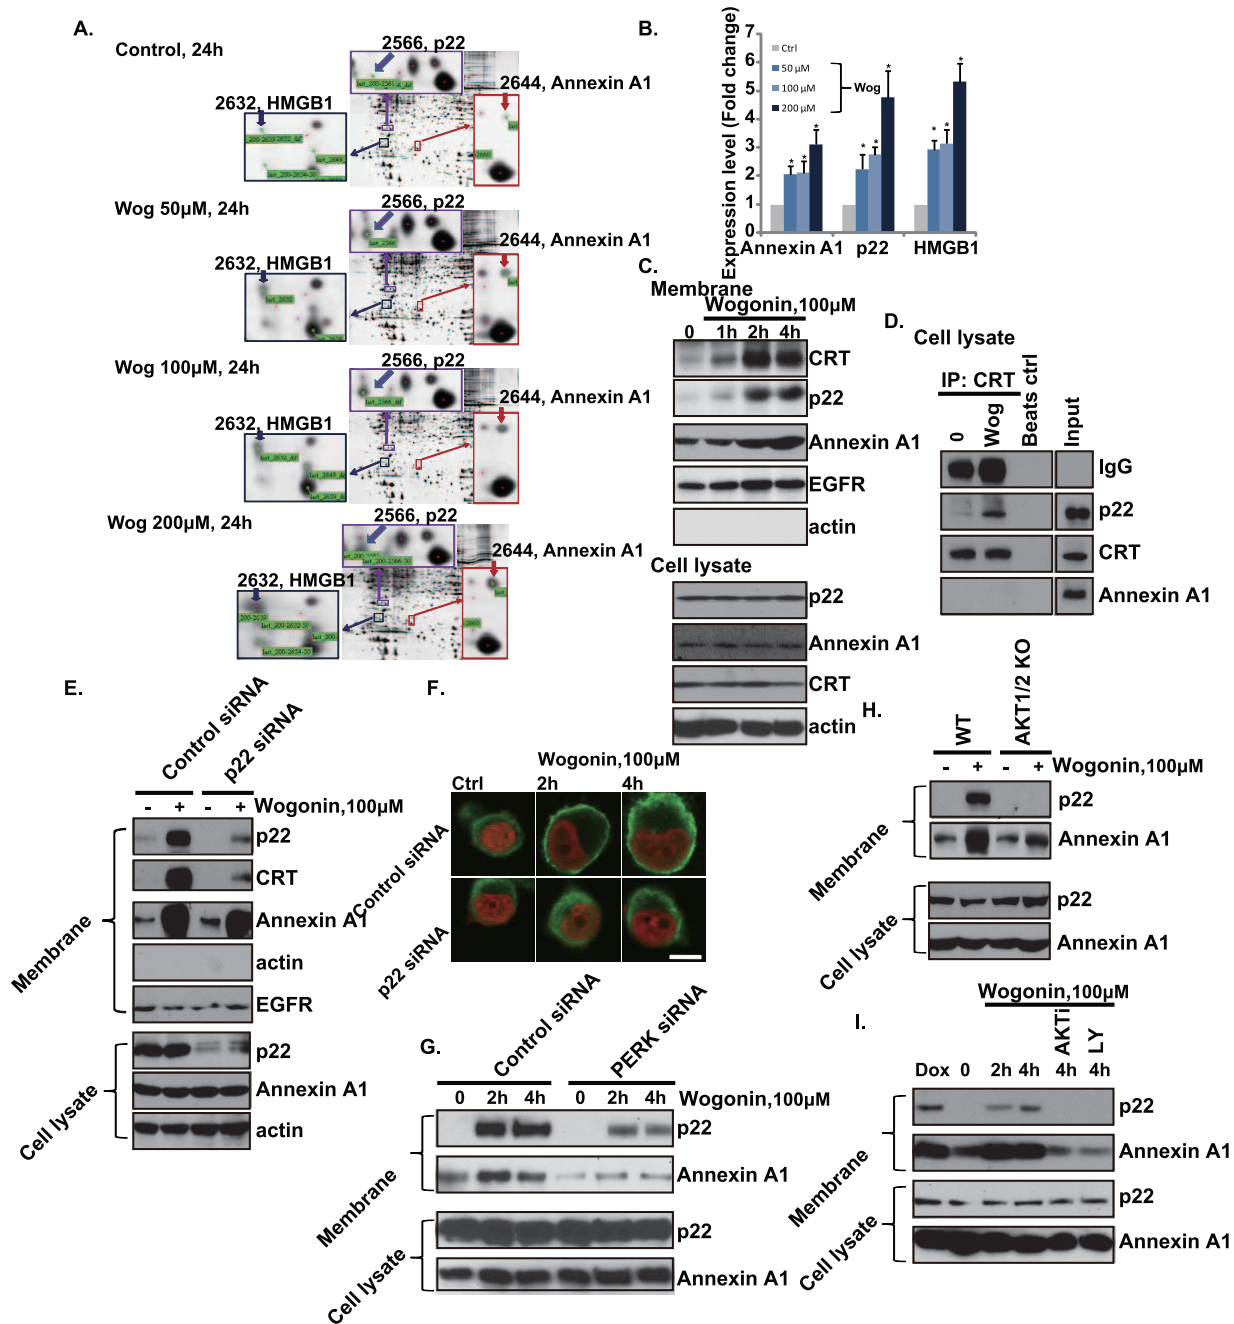 A.
Control, 24h
2566, p22
2644, Annexin A1
2632, HMGB1
Wog 50µM, 24h
2566, p22
2644, Annexin A1
2632, HMGB1
last_2632
Wog 100µM, 24h
2566, p22
2644, Annexin A1
2632, HMGB1
Wog 200µM, 24h
2566, p22
2644, Annexin A1
2632, HMGB1
B.
Expression level (Fold change)
7
6
5
4
3
2
1
0
Ctrl
50 µM
100 µM
200 µM
Wog
* * *
* * *
* * *
Annexin A1 p22 HMGB1
C.
Membrane
Wogonin,100µM
0 1h 2h 4h
CRT
p22
Annexin A1
EGFR
actin
Cell lysate
p22
Annexin A1
CRT
actin
D.
Cell lysate
IP: CRT
0 Wog Beats ctrl Input
IgG
p22
CRT
Annexin A1
E.
Control siRNA
p22 siRNA
- + - + Wogonin,100µM
Membrane
p22
CRT
Annexin A1
actin
EGFR
Cell lysate
p22
Annexin A1
actin
F.
Wogonin,100µM
Ctrl 2h 4h
Control siRNA
p22 siRNA
G.
Control siRNA
PERK siRNA
0 2h 4h 0 2h 4h Wogonin,100µM
Membrane
p22
Annexin A1
Cell lysate
p22
Annexin A1
H.
WT
AKT1/2 KO
- + - + Wogonin,100µM
Membrane
p22
Annexin A1
Cell lysate
p22
Annexin A1
I.
Wogonin,100µM
AKTi
LY
Dox 0 2h 4h 4h 4h
Membrane
p22
Annexin A1
Cell lysate
p22
Annexin A1